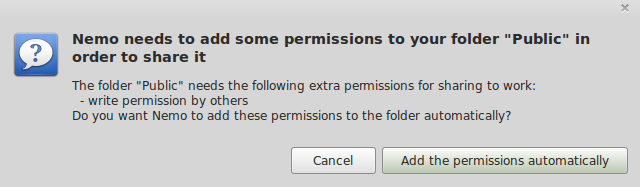 Nemo needs to add some permissions to your folder "Public" in
order to share it
The folder "Public" needs the following extra permissions for sharing to work:
- write permission by others
Do you want Nemo to add these permissions to the folder automatically?
Cancel
Add the permissions automatically